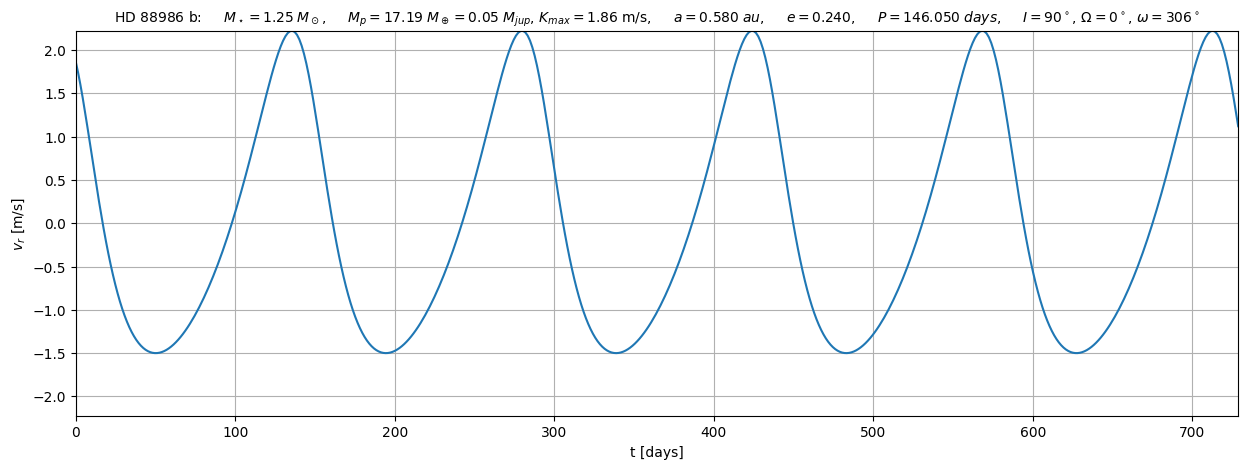 HD 88986 b: M⋆ = 1.25 M⊙, Mp = 17.19 M⊕ = 0.05 Mjup, Kmax = 1.86 m/s, a = 0.580 au, e = 0.240, P = 146.050 days, I = 90°, Ω = 0°, ω = 306°
2.0
1.5
1.0
0.5
0.0
−0.5
−1.0
−1.5
−2.0
vr [m/s]
0 100 200 300 400 500 600 700
t [days]